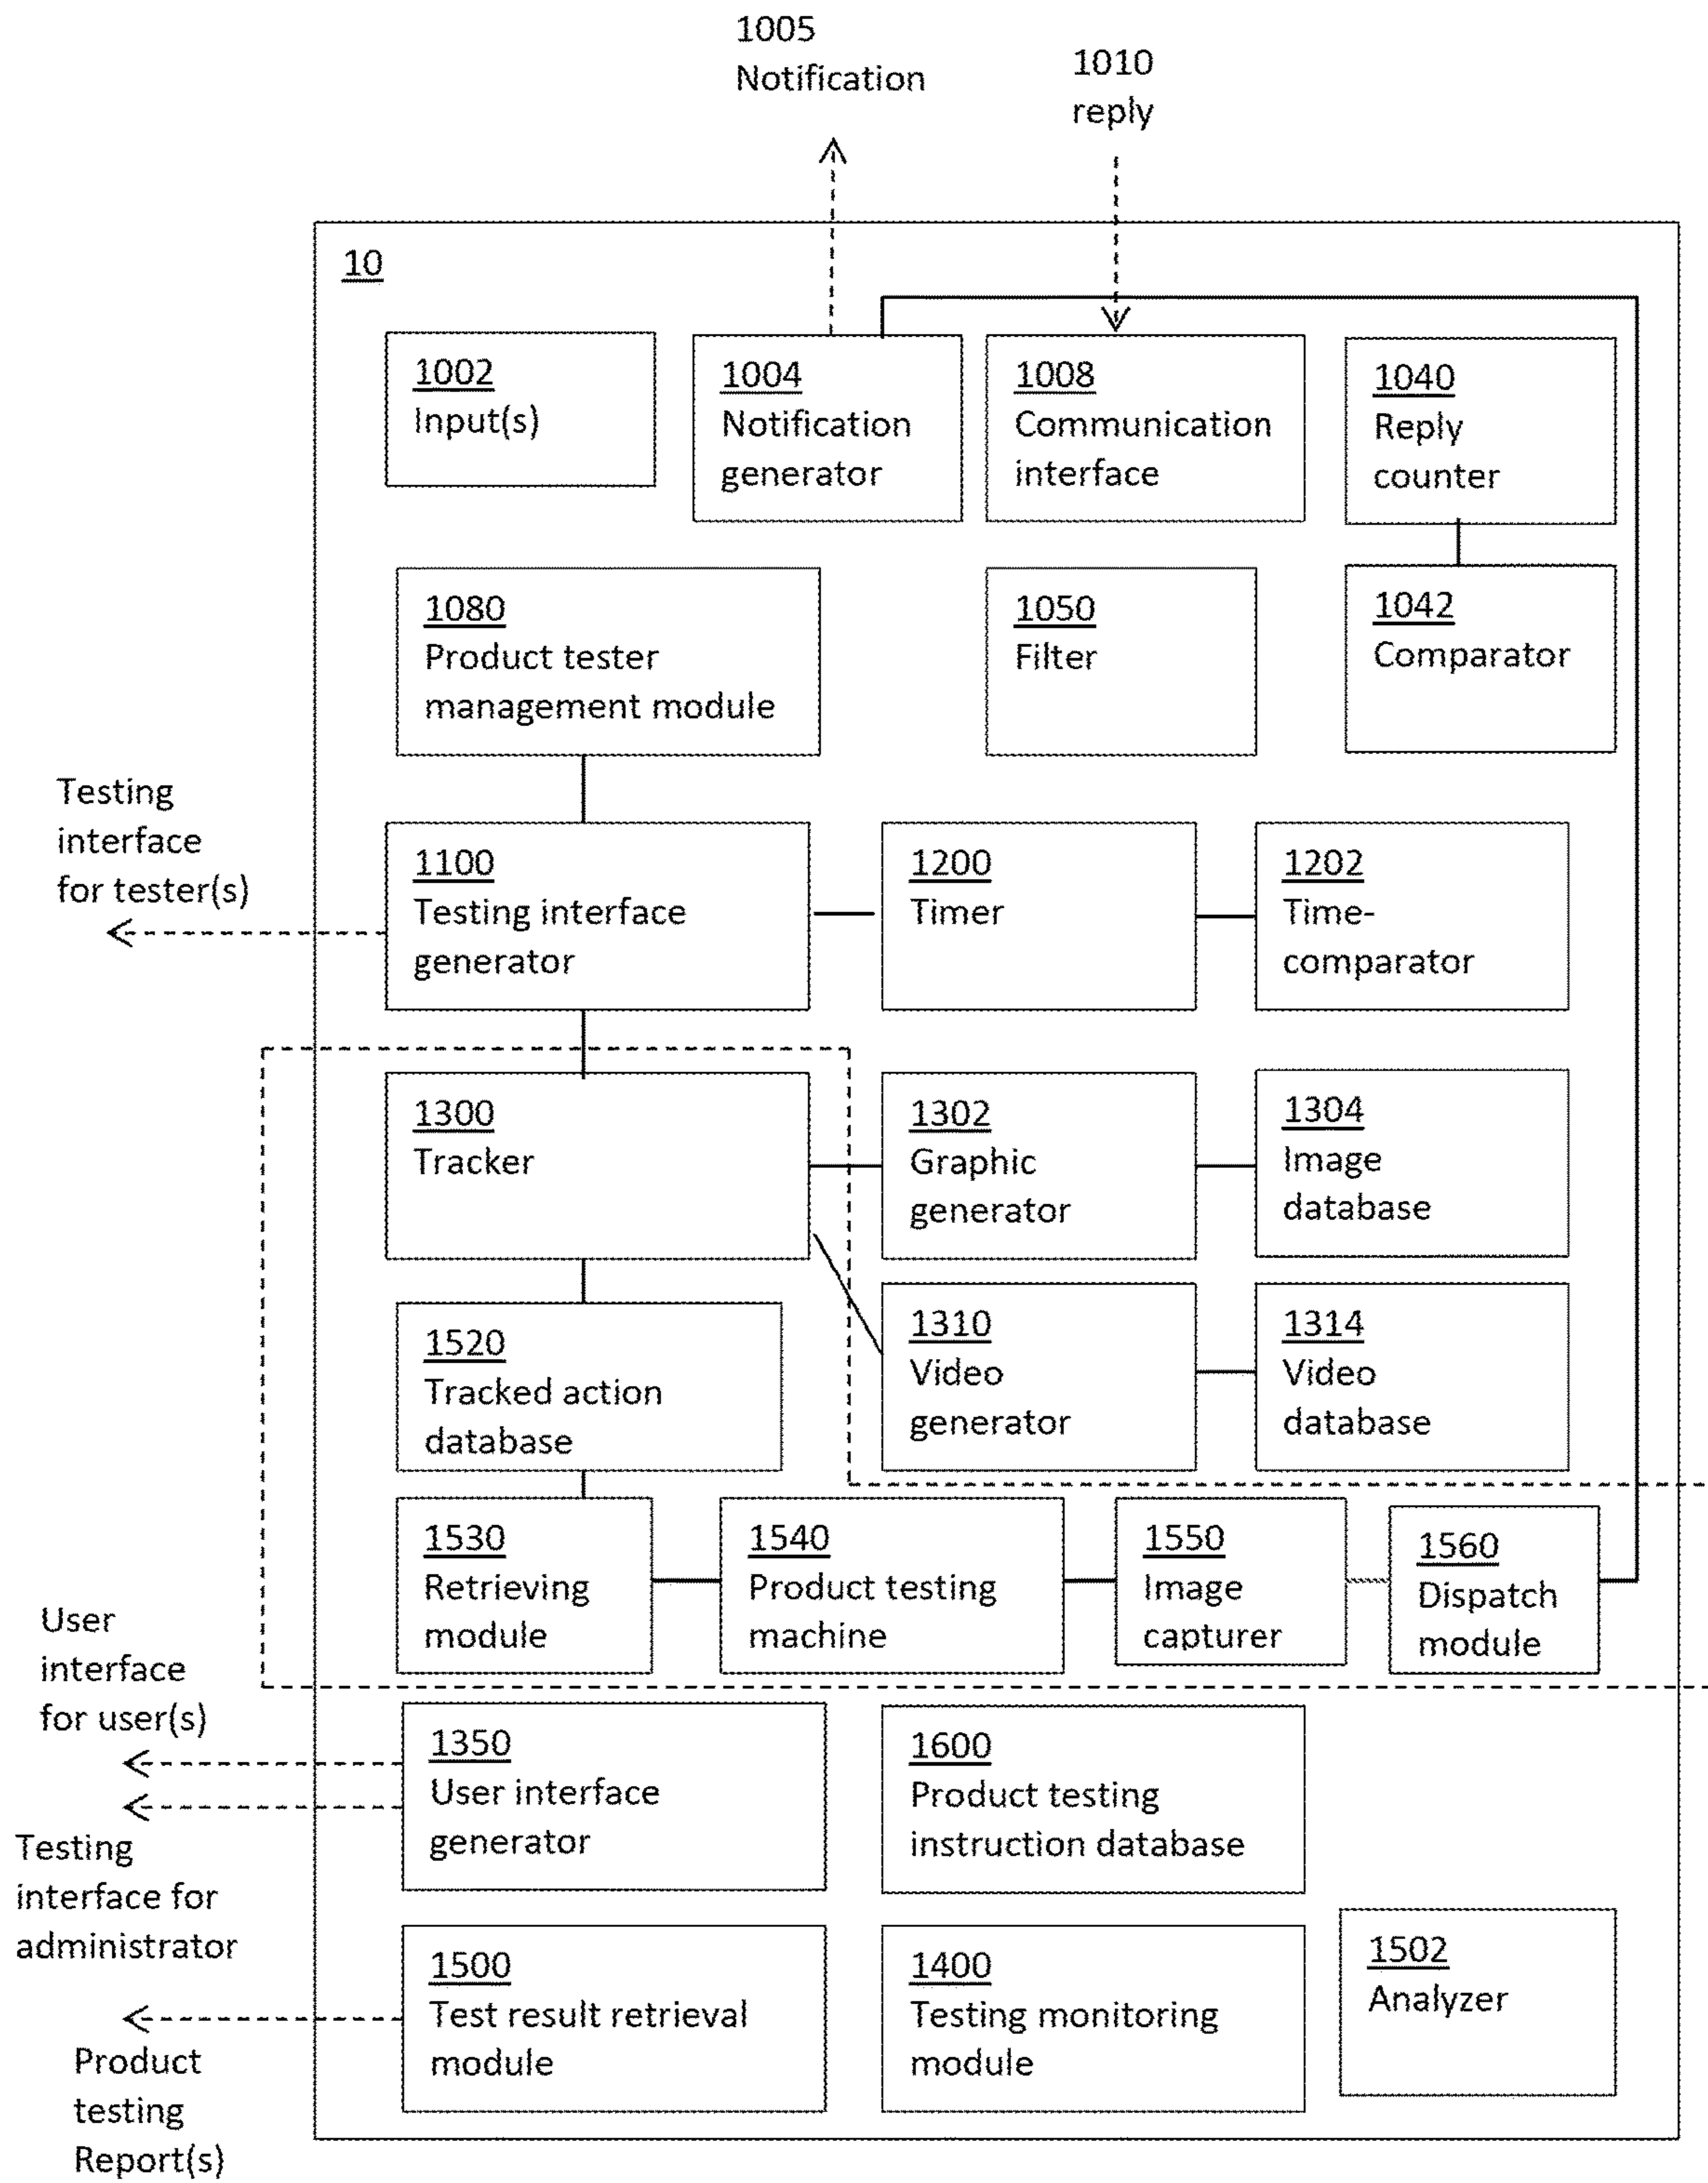 1005
Notification
1010
reply
10
1002
Input(s)
1004
Notification
generator
1008
Communication
interface
1040
Reply
counter
1080
Product tester
management module
1050
Filter
1042
Comparator
Testing
interface
for tester(s)
1100
Testing interface
generator
1200
Timer
1202
Time-
comparator
1300
Tracker
1302
Graphic
generator
1304
Image
database
1520
Tracked action
database
1310
Video
generator
1314
Video
database
1530
Retrieving
module
1540
Product testing
machine
1550
Image
capturer
1560
Dispatch
module
User
interface
for user(s)
1350
User interface
generator
1600
Product testing
instruction database
Testing
interface for
administrator
1500
Test result retrieval
module
1400
Testing monitoring
module
1502
Analyzer
Product
testing
Report(s)